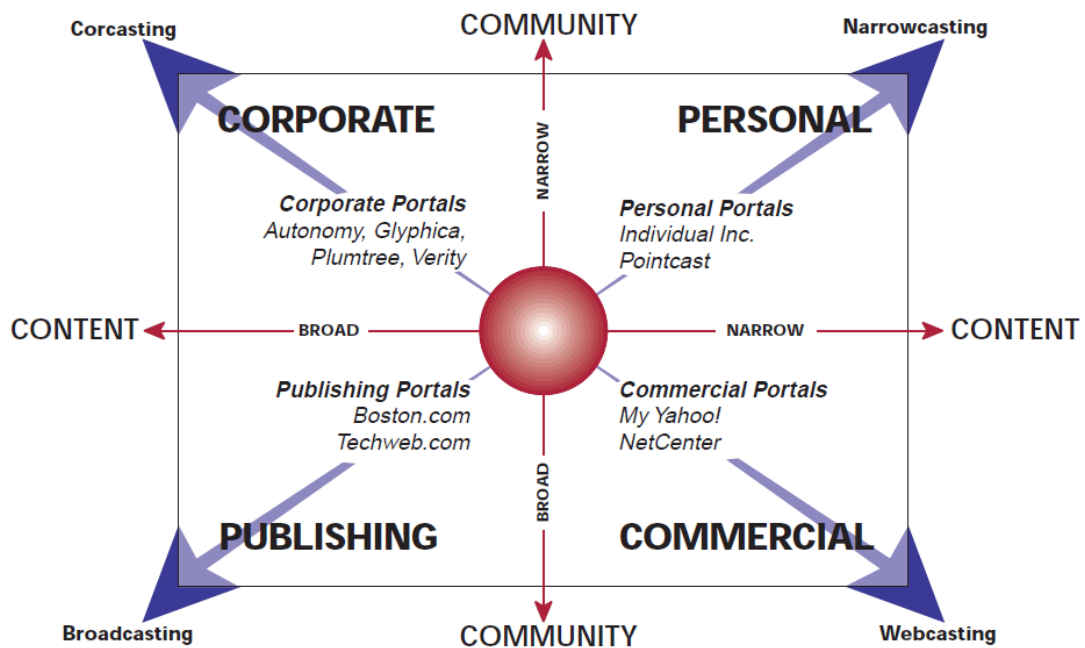 COMMUNITY
Corcasting
Narrowcasting
CORPORATE
PERSONAL
NARROW
Corporate Portals
Autonomy, Glyphica,
Plumtree, Verity
Personal Portals
Individual Inc.
Pointcast
CONTENT
BROAD
NARROW
CONTENT
Publishing Portals
Boston.com
Techweb.com
Commercial Portals
My Yahoo!
NetCenter
BROAD
PUBLISHING
COMMERCIAL
Broadcasting
COMMUNITY
Webcasting